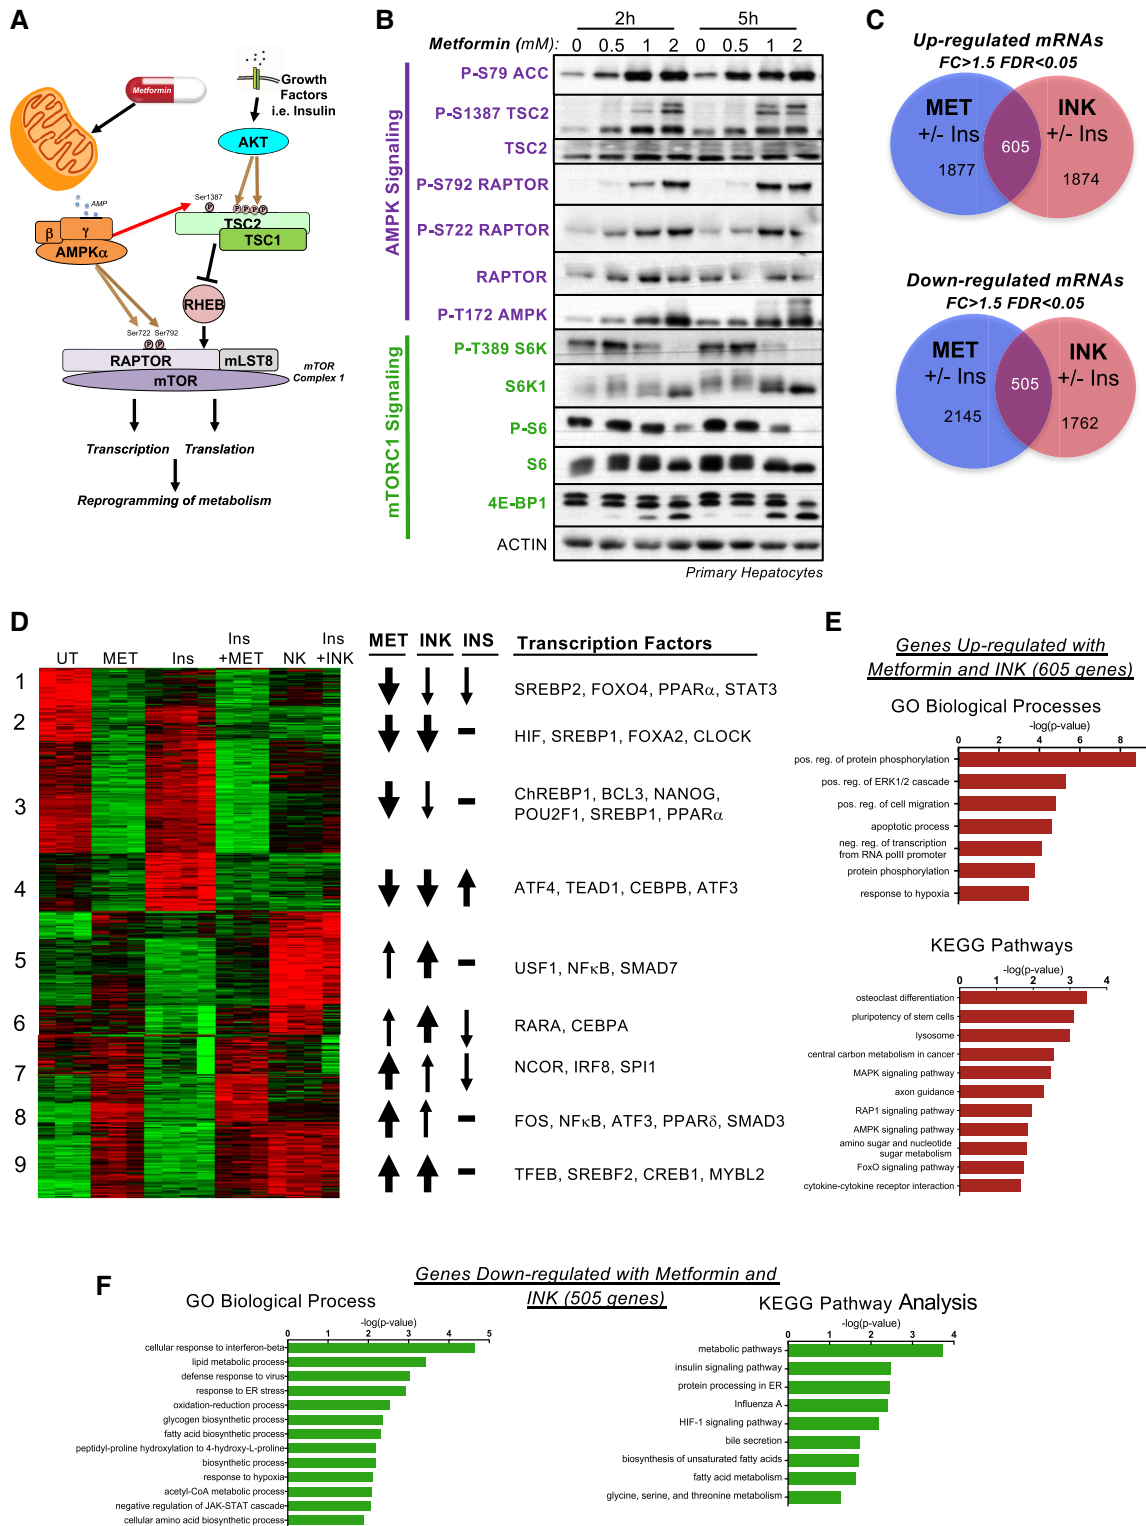 A
Metformin
Growth
Factors
i.e. Insulin
AKT
AMP
Ser1387
P
P P P P
β
γ
AMPKα
TSC2
TSC1
RHEB
Ser722 Ser792
P P
RAPTOR
mLST8
mTOR
mTOR
Complex 1
Transcription Translation
Reprogramming of metabolism
B
2h 5h
Metformin (mM): 0 0.5 1 2 0 0.5 1 2
AMPK Signaling
P-S79 ACC
P-S1387 TSC2
TSC2
P-S792 RAPTOR
P-S722 RAPTOR
RAPTOR
P-T172 AMPK
mTORC1 Signaling
P-T389 S6K
S6K1
P-S6
S6
4E-BP1
ACTIN
Primary Hepatocytes
C
Up-regulated mRNAs
FC>1.5 FDR<0.05
MET
+/- Ins
1877
605
INK
+/- Ins
1874
Down-regulated mRNAs
FC>1.5 FDR<0.05
MET
+/- Ins
2145
505
INK
+/- Ins
1762
D
UT MET Ins Ins +MET NK Ins +INK
MET INK INS Transcription Factors
1 SREBP2, FOXO4, PPARα, STAT3
2 HIF, SREBP1, FOXA2, CLOCK
3 ChREBP1, BCL3, NANOG,
POU2F1, SREBP1, PPARα
4 ATF4, TEAD1, CEBPB, ATF3
5 USF1, NFκB, SMAD7
6 RARA, CEBPA
7 NCOR, IRF8, SPI1
8 FOS, NFκB, ATF3, PPARδ, SMAD3
9 TFEB, SREBF2, CREB1, MYBL2
E
Genes Up-regulated with
Metformin and INK (605 genes)
GO Biological Processes
-log(p-value)
0 2 4 6 8
pos. reg. of protein phosphorylation
pos. reg. of ERK1/2 cascade
pos. reg. of cell migration
apoptotic process
neg. reg. of transcription
from RNA polII promoter
protein phosphorylation
response to hypoxia
KEGG Pathways
-log(p-value)
0 1 2 3 4
osteoclast differentiation
pluripotency of stem cells
lysosome
central carbon metabolism in cancer
MAPK signaling pathway
axon guidance
RAP1 signaling pathway
AMPK signaling pathway
amino sugar and nucleotide
sugar metabolism
FoxO signaling pathway
cytokine-cytokine receptor interaction
F
Genes Down-regulated with Metformin and
INK (505 genes)
GO Biological Process
-log(p-value)
0 1 2 3 4 5
cellular response to interferon-beta
lipid metabolic process
defense response to virus
response to ER stress
oxidation-reduction process
glycogen biosynthetic process
fatty acid biosynthetic process
peptidyl-proline hydroxylation to 4-hydroxy-L-proline
biosynthetic process
response to hypoxia
acetyl-CoA metabolic process
negative regulation of JAK-STAT cascade
cellular amino acid biosynthetic process
KEGG Pathway Analysis
-log(p-value)
0 1 2 3 4
metabolic pathways
insulin signaling pathway
protein processing in ER
Influenza A
HIF-1 signaling pathway
bile secretion
biosynthesis of unsaturated fatty acids
fatty acid metabolism
glycine, serine, and threonine metabolism